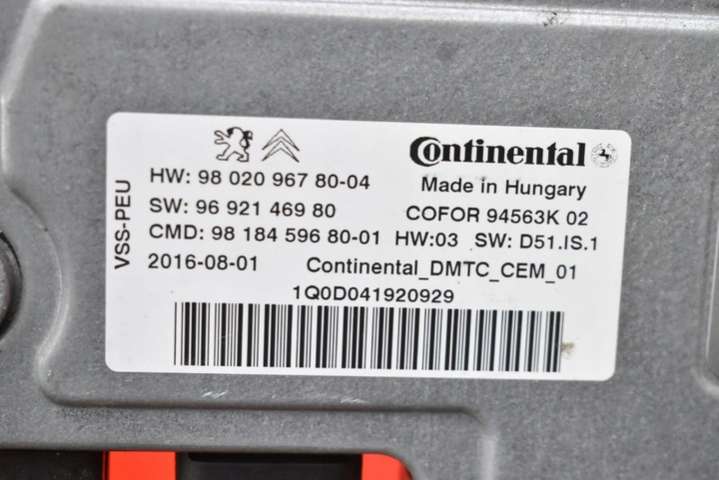 Continental
HW: 98 020 967 80-04
Made in Hungary
SW: 96 921 469 80
COFOR 94563K 02
CMD: 98 184 596 80-01 HW:03 SW: D51.IS.1
2016-08-01 Continental_DMTC_CEM_01
1Q0D041920929
VSS-PEU